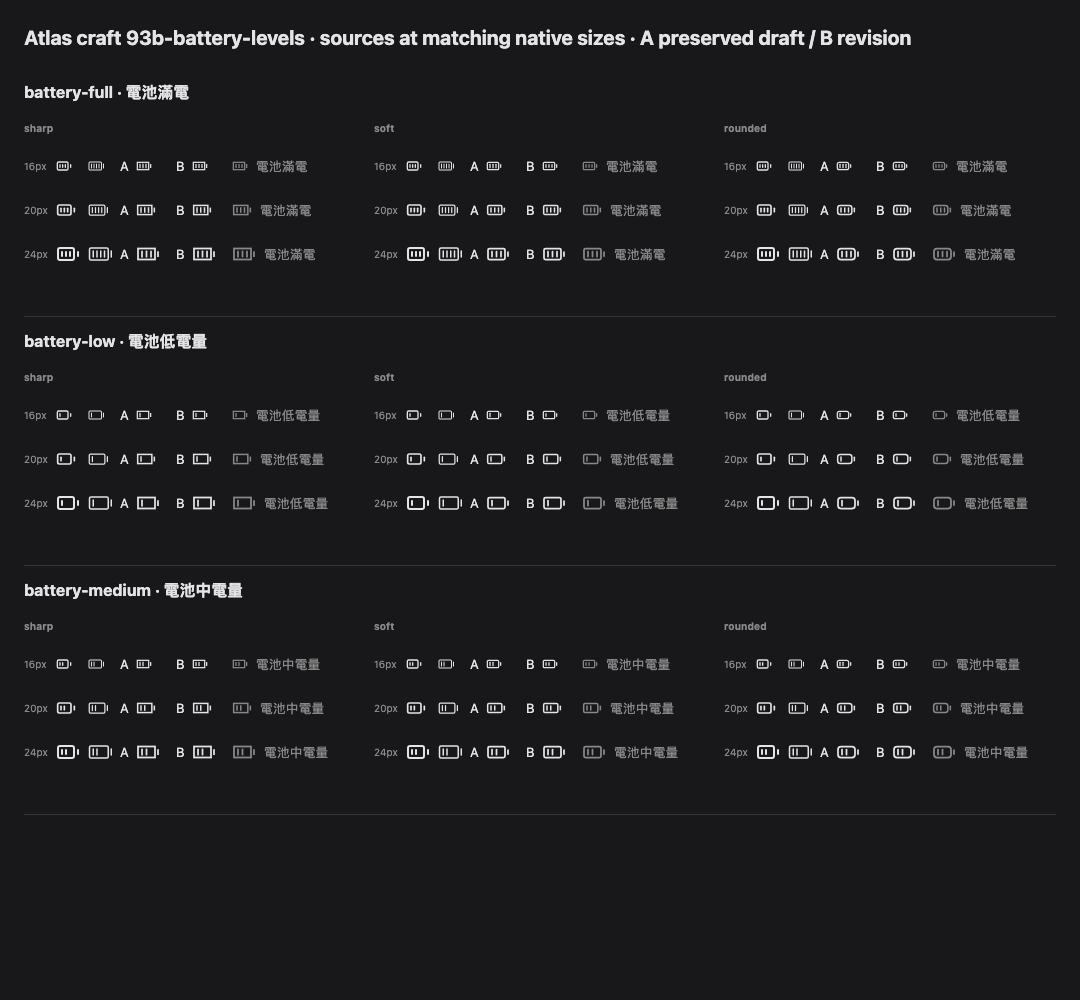 Atlas craft 93b-battery-levels · sources at matching native sizes · A preserved draft / B revision
battery-full · 電池滿電
sharp soft rounded
16px A B 電池滿電 16px A B 電池滿電 16px A B 電池滿電
20px A B 電池滿電 20px A B 電池滿電 20px A B 電池滿電
24px A B 電池滿電 24px A B 電池滿電 24px A B 電池滿電
battery-low · 電池低電量
sharp soft rounded
16px A B 電池低電量 16px A B 電池低電量 16px A B 電池低電量
20px A B 電池低電量 20px A B 電池低電量 20px A B 電池低電量
24px A B 電池低電量 24px A B 電池低電量 24px A B 電池低電量
battery-medium · 電池中電量
sharp soft rounded
16px A B 電池中電量 16px A B 電池中電量 16px A B 電池中電量
20px A B 電池中電量 20px A B 電池中電量 20px A B 電池中電量
24px A B 電池中電量 24px A B 電池中電量 24px A B 電池中電量